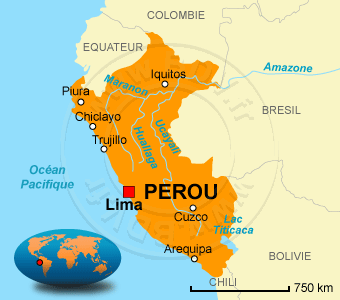 COLOMBIE
EQUATEUR
Iquitos
Amazone
Maranon
Piura
Chiclayo
Trujillo
Huallaga
Ucayali
BRESIL
Océan
Pacifique
PEROU
Lima
Cuzco
Lac
Titicaca
Arequipa
BOLIVIE
CHILI
750 km